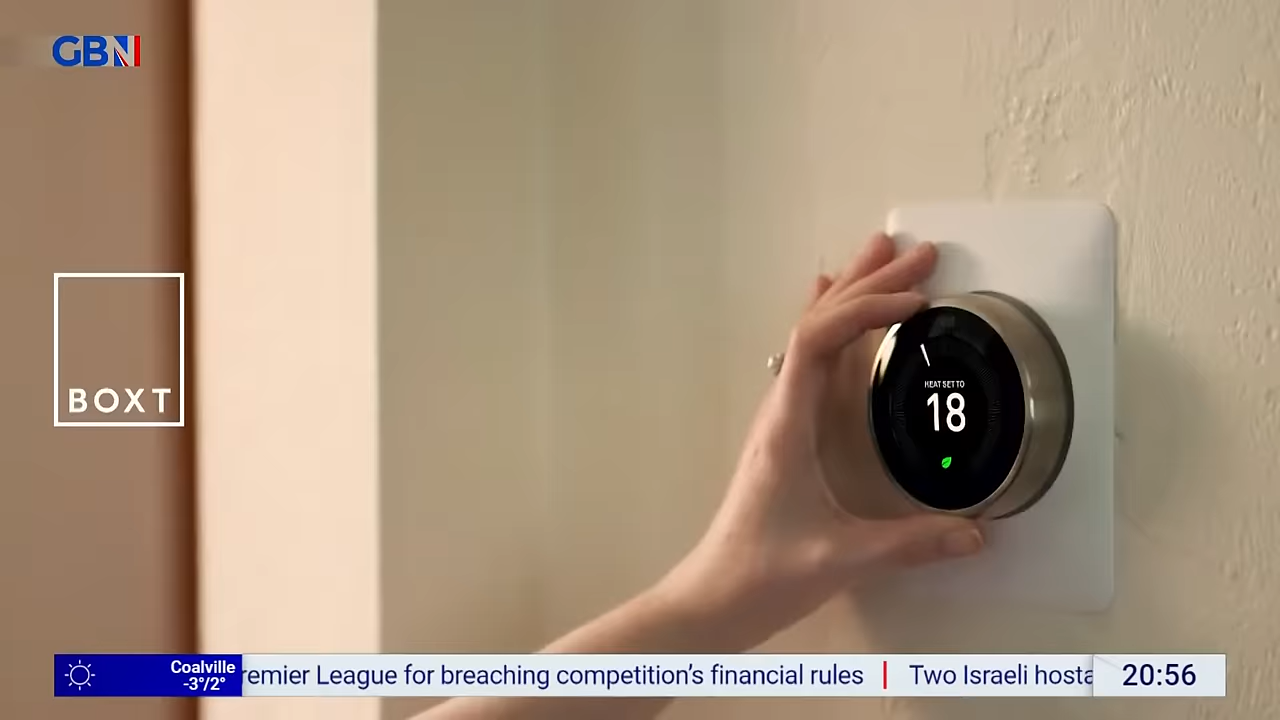 GBN
BOXT
HEAT SET TO
18
Coalville
-3°/2°
emier League for breaching competition's financial rules | Two Israeli hosta
20:56